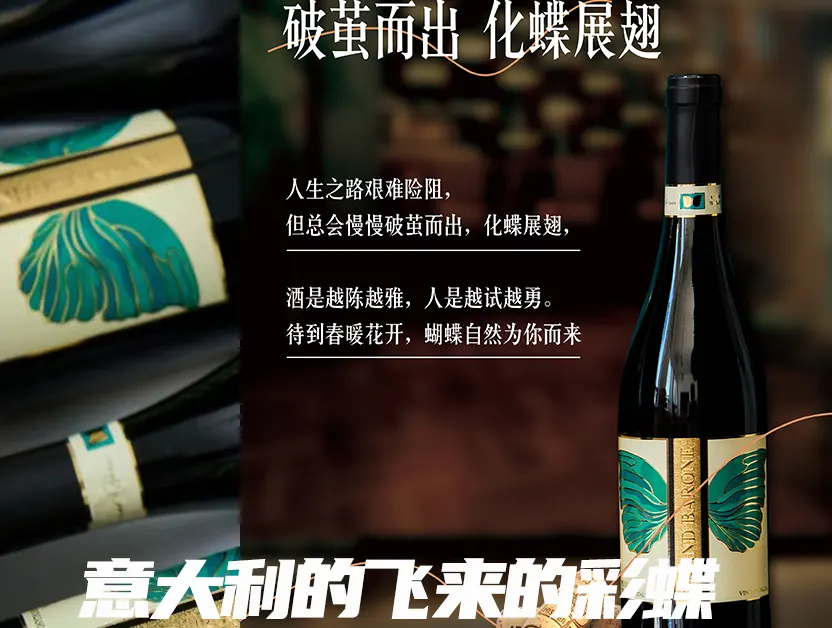 破茧而出 化蝶展翅
人生之路艰难险阻，
但总会慢慢破茧而出，化蝶展翅，
酒是越陈越雅，人是越试越勇。
待到春暖花开，蝴蝶自然为你而来
ND BARONE
意大利的飞来的彩蝶